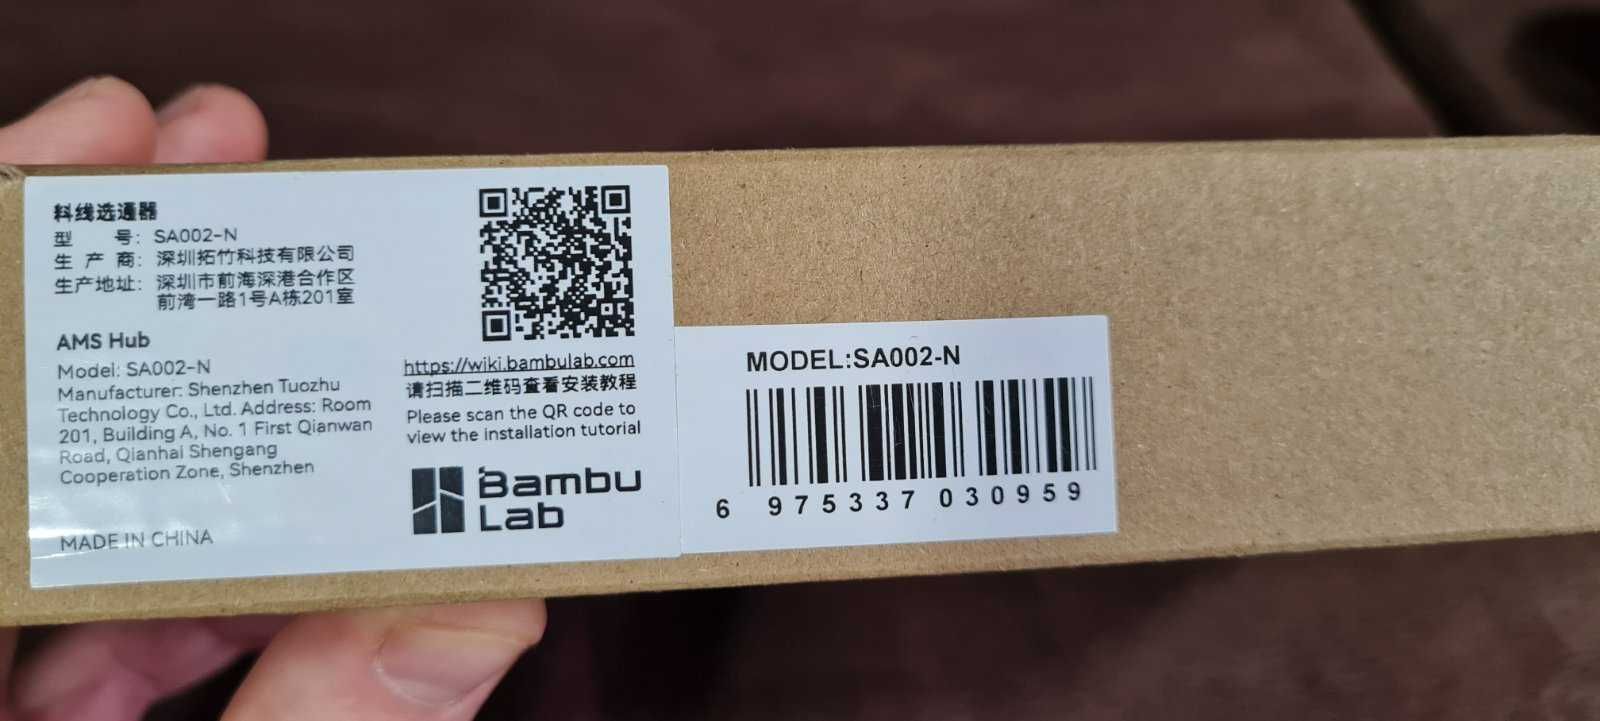 料线选通器
型 号: SA002-N
生 产 商: 深圳拓竹科技有限公司
生产地址: 深圳市前海深港合作区
前湾一路1号A栋201室
AMS Hub
Model: SA002-N
Manufacturer: Shenzhen Tuozhu
Technology Co., Ltd. Address: Room
201, Building A, No. 1 First Qianwan
Road, Qianhai Shengang
Cooperation Zone, Shenzhen
MADE IN CHINA
https://wiki.bambulab.com
请扫描二维码查看安装教程
Please scan the QR code to
view the installation tutorial
Bambu
Lab
MODEL:SA002-N
6 975337 030959